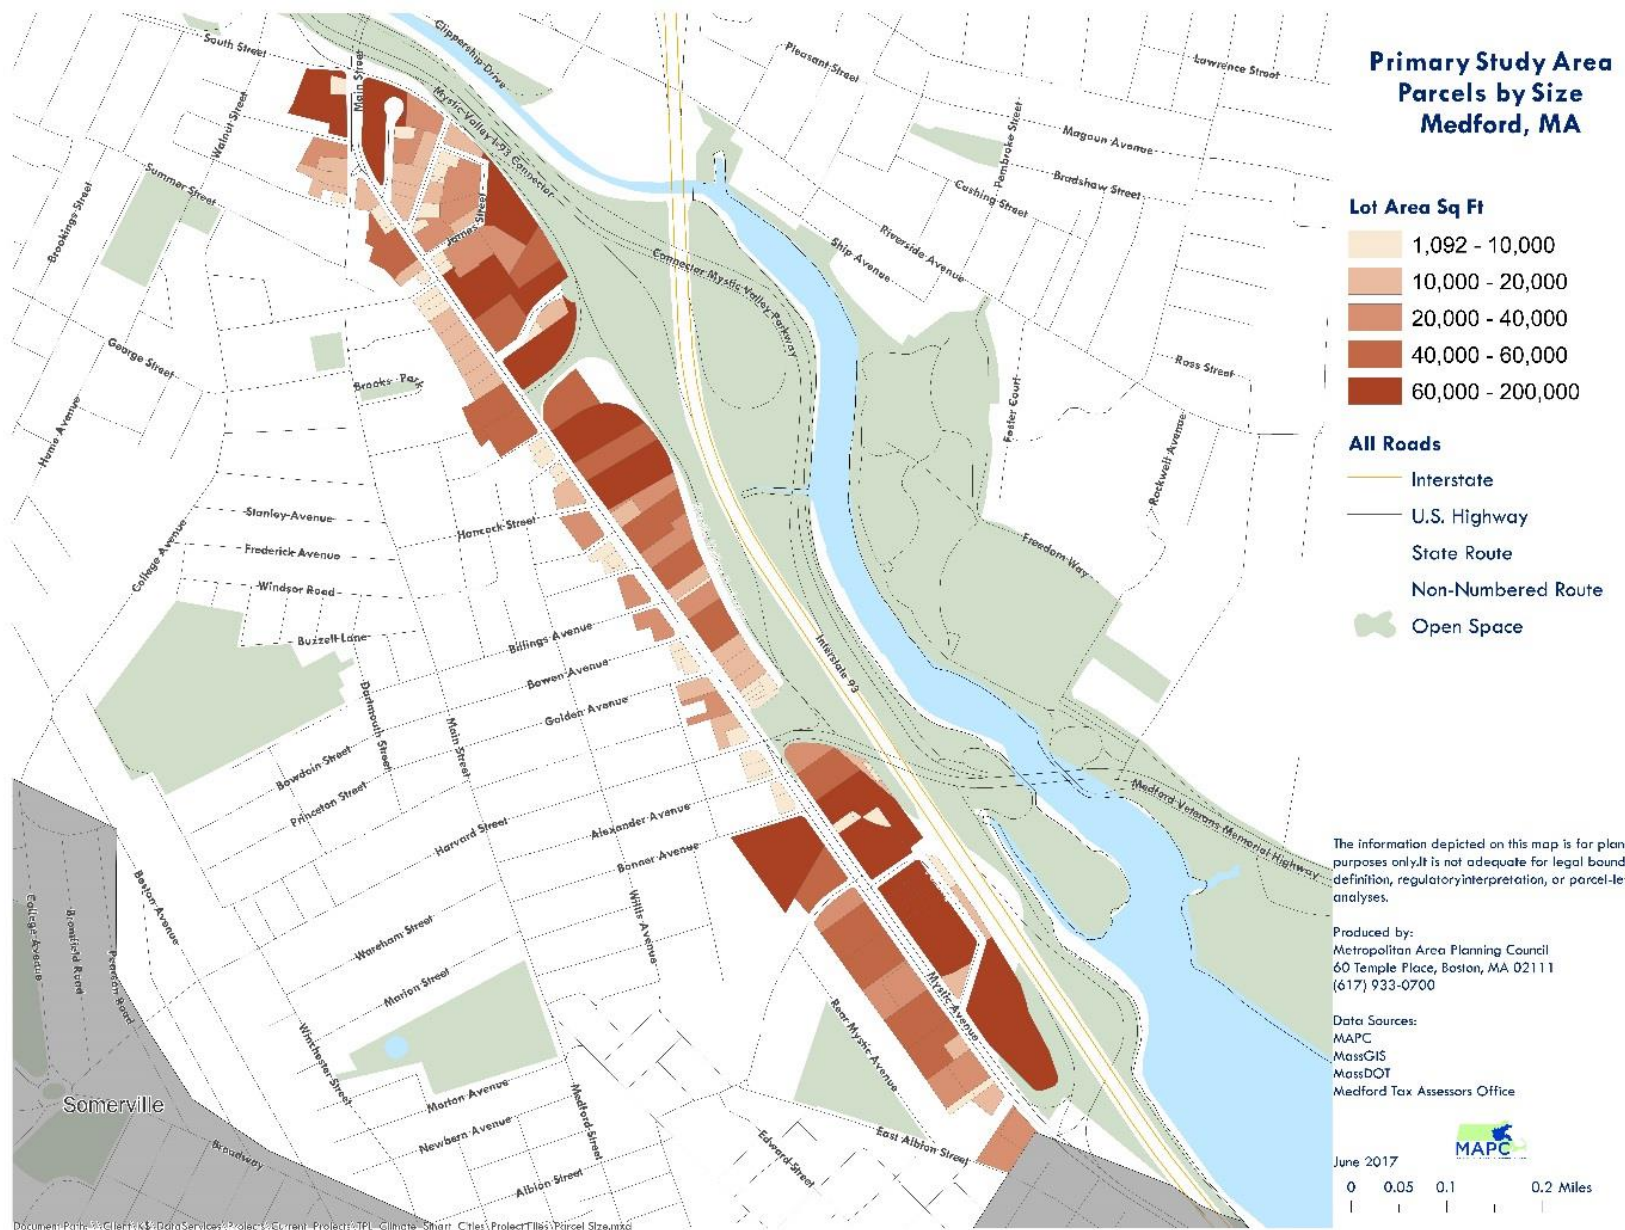 Primary Study Area
Parcels by Size
Medford, MA
Lot Area Sq Ft
1,092 - 10,000
10,000 - 20,000
20,000 - 40,000
40,000 - 60,000
60,000 - 200,000
All Roads
Interstate
U.S. Highway
State Route
Non-Numbered Route
Open Space
The information depicted on this map is for plan
purposes only.It is not adequate for legal bound
definition, regulatory interpretation, or parcel-le
analyses.
Produced by:
Metropolitan Area Planning Council
60 Temple Place, Boston, MA 02111
(617) 933-0700
Data Sources:
MAPC
MassGIS
MassDOT
Medford Tax Assessors Office
MAPC
June 2017
0 0.05 0.1 0.2 Miles
South Street
Main Street
Clippership Drive
Pleasant Street
Lawrence Street
Walnut Street
Mystic Valley I-93 Connector
Magoun Avenue
Pembroke Street
Bradshaw Street
Cushing Street
Summer Street
Brookings Street
James Street
Riverside Avenue
Ship Avenue
Connector Mystic Valley Parkway
George Street
Brooks Park
Ross Street
Foster Court
Hume Avenue
Rockwell Avenue
Stanley Avenue
Hancock Street
College Avenue
Frederick Avenue
Freedom Way
Windsor Road
Buzzell Lane
Billings Avenue
Interstate 93
Bowen Avenue
Dartmouth Street
Main Street
Golden Avenue
Bowdoin Street
Princeton Street
Medford Veterans Memorial Highway
Harvard Street
Alexander Avenue
Bonner Avenue
Boston Avenue
College Avenue
Bromfield Road
Pearson Road
Wareham Street
Willis Avenue
Marion Street
Mystic Avenue
Rear Mystic Avenue
Winchester Street
Somerville
Morton Avenue
Medford Street
Newbern Avenue
East Albion Street
Edward Street
Broadway
Albion Street